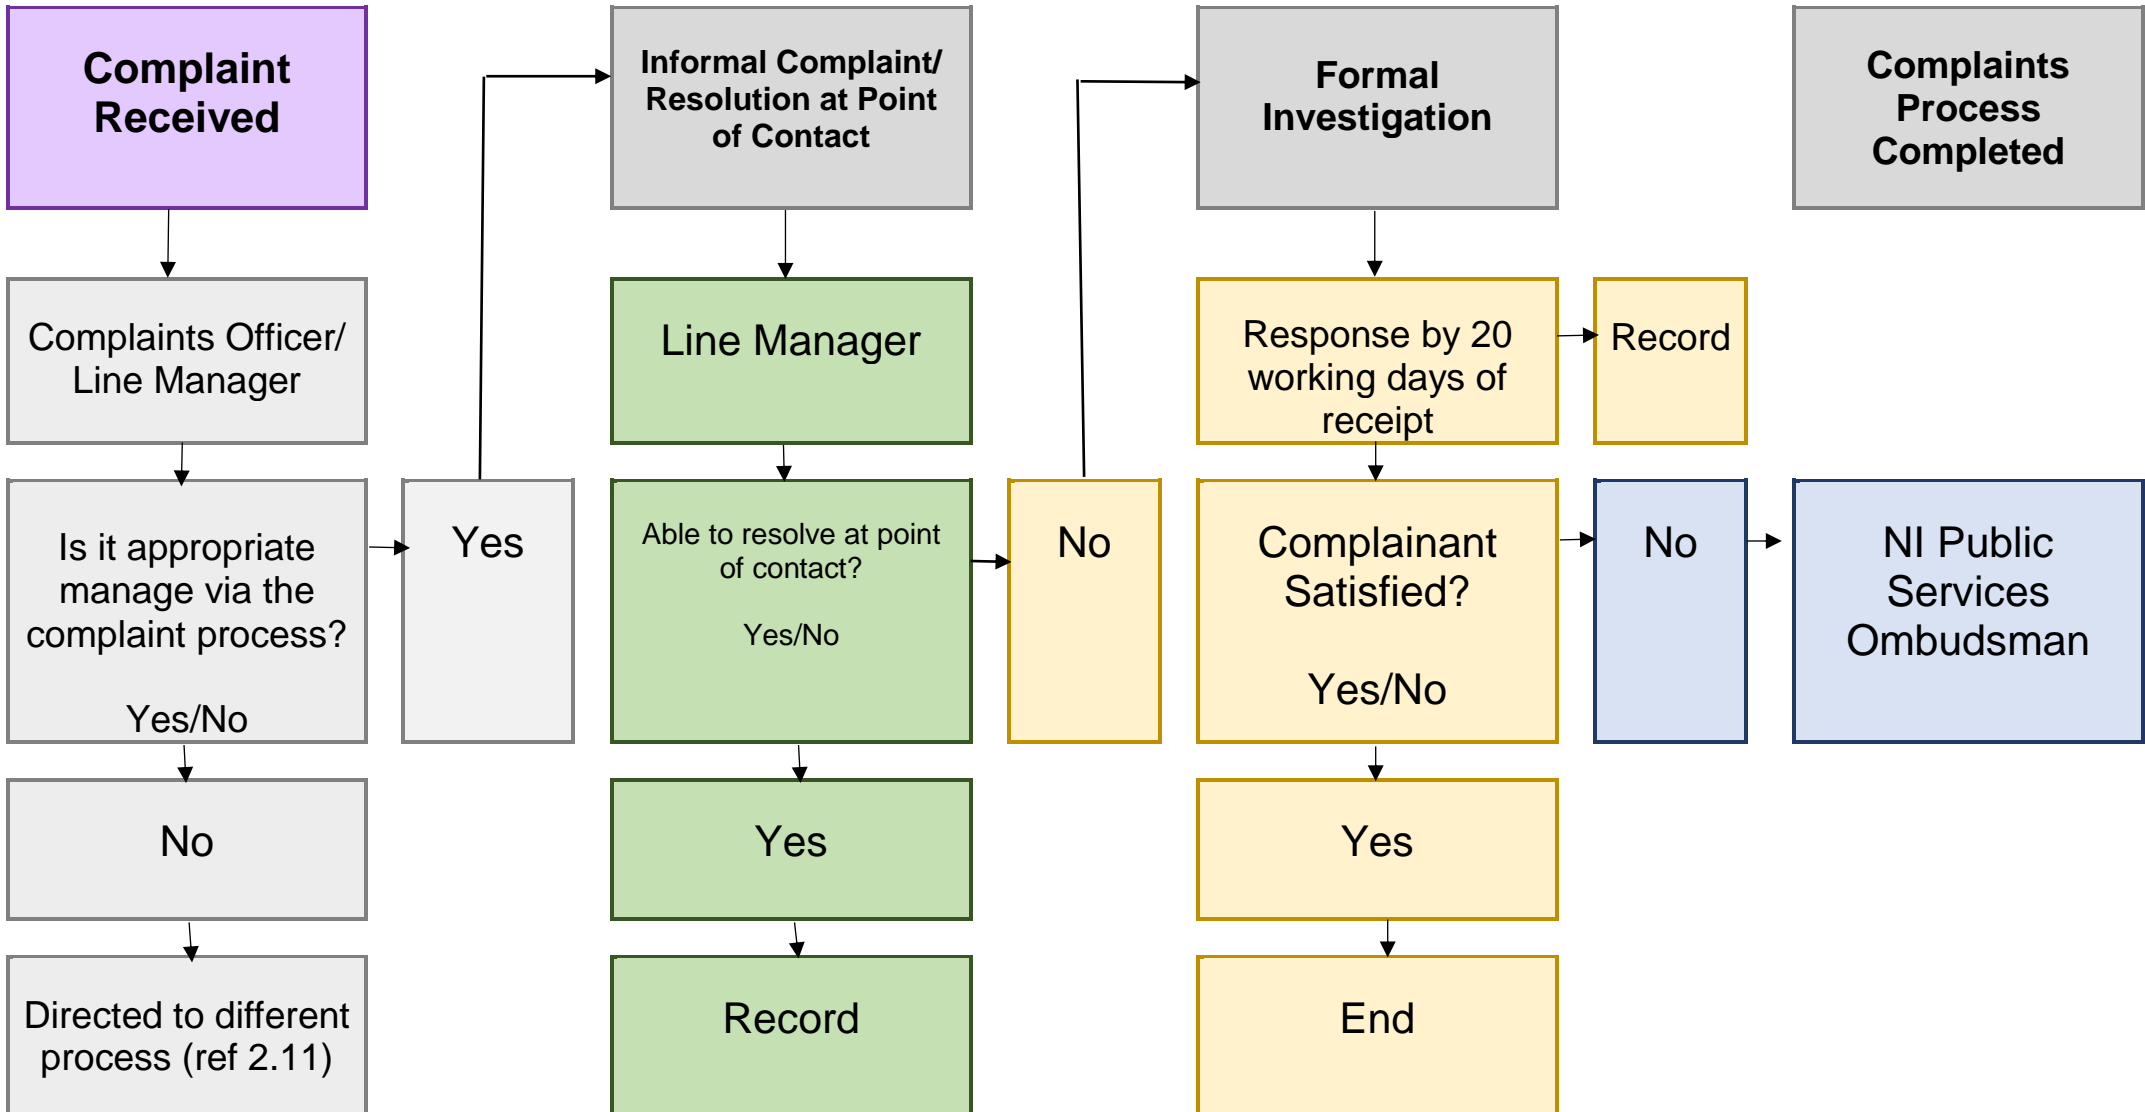 Complaint
Received
Informal Complaint/
Resolution at Point
of Contact
Formal
Investigation
Complaints
Process
Completed
Complaints Officer/
Line Manager
Line Manager
Response by 20
working days of
receipt
Record
Is it appropriate
manage via the
complaint process?
Yes/No
Yes
Able to resolve at point
of contact?
Yes/No
No
Complainant
Satisfied?
Yes/No
No
NI Public
Services
Ombudsman
No
Yes
Yes
Directed to different
process (ref 2.11)
Record
End